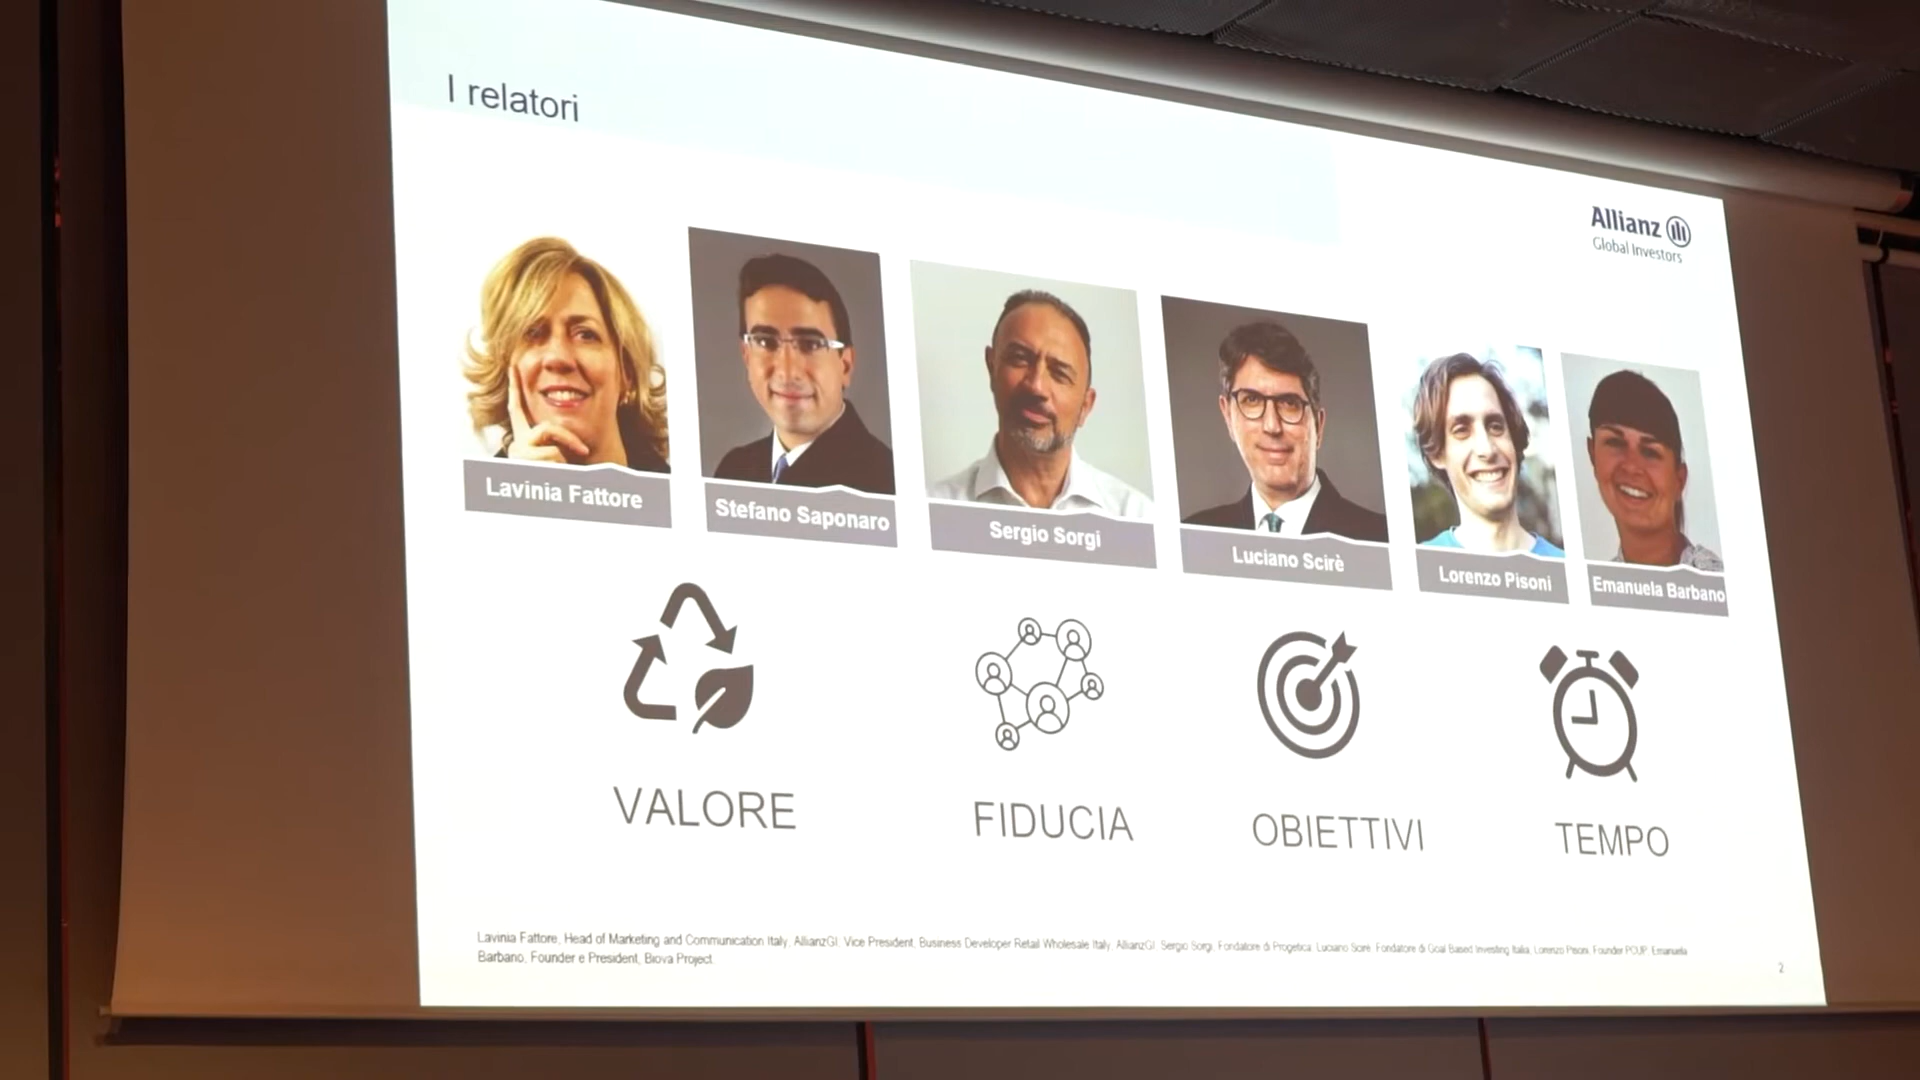 I relatori
Allianz
Global Investors
Lavinia Fattore
Stefano Saponaro
Sergio Sorgi
Luciano Scirè
Lorenzo Pisoni
Emanuela Barbano
VALORE
FIDUCIA
OBIETTIVI
TEMPO
Lavinia Fattore, Head of Marketing and Communication Italy, AllianzGI. Vice President, Business Developer Retail Wholesale Italy, AllianzGI. Sergio Sorgi, Fondatore di Progetica. Luciano Scirè, Fondatore di Goal Based Investing Italia, Lorenzo Pisoni, Founder PCUP. Emanuela
Barbano, Founder e President, Biova Project.
2